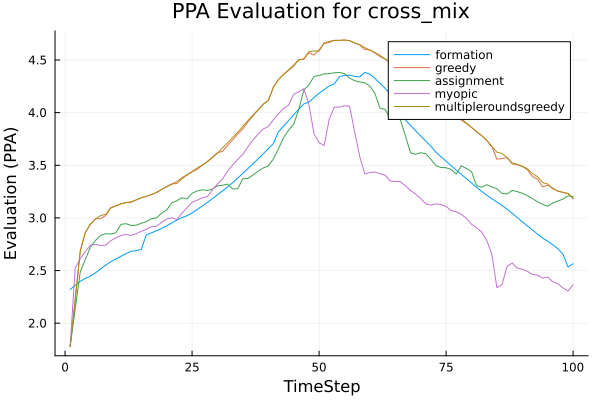 PPA Evaluation for cross_mix
formation
greedy
assignment
myopic
multipleroundsgreedy
Evaluation (PPA)
4.5
4.0
3.5
3.0
2.5
2.0
0 25 50 75 100
TimeStep